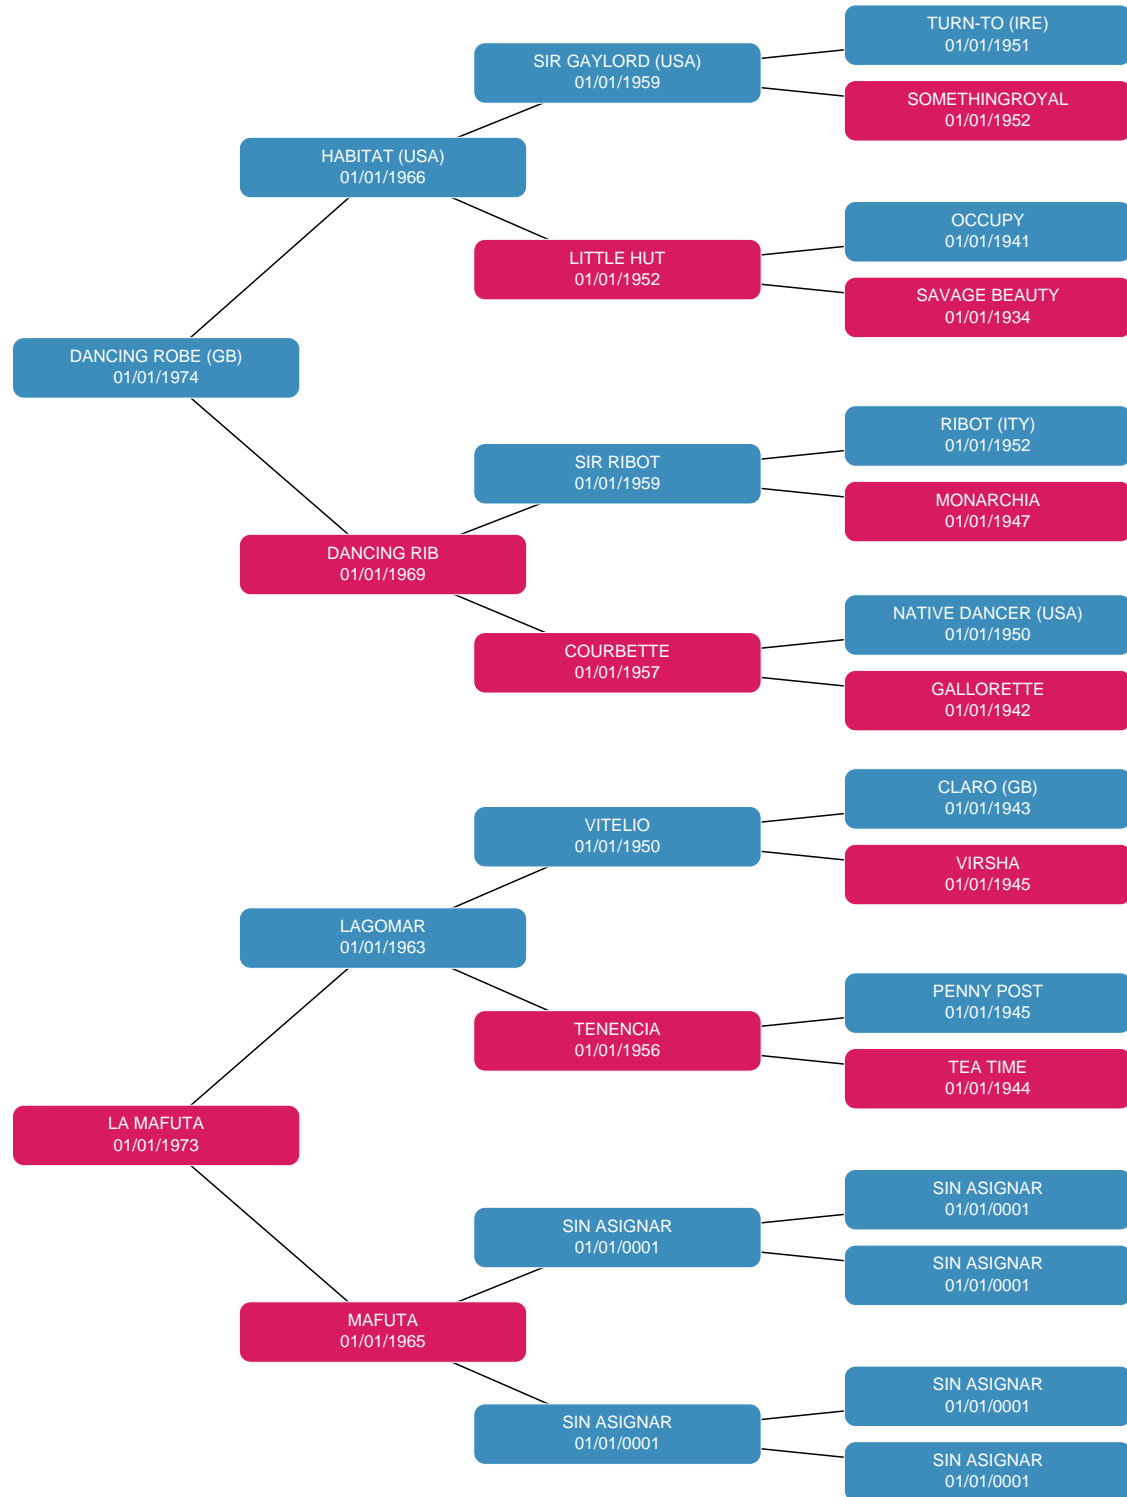 TURN-TO (IRE)
01/01/1951
SIR GAYLORD (USA)
01/01/1959
SOMETHINGROYAL
01/01/1952
HABITAT (USA)
01/01/1966
OCCUPY
01/01/1941
LITTLE HUT
01/01/1952
SAVAGE BEAUTY
01/01/1934
DANCING ROBE (GB)
01/01/1974
RIBOT (ITY)
01/01/1952
SIR RIBOT
01/01/1959
MONARCHIA
01/01/1947
DANCING RIB
01/01/1969
NATIVE DANCER (USA)
01/01/1950
COURBETTE
01/01/1957
GALLORETTE
01/01/1942
CLARO (GB)
01/01/1943
VITELIO
01/01/1950
VIRSHA
01/01/1945
LAGOMAR
01/01/1963
PENNY POST
01/01/1945
TENENCIA
01/01/1956
TEA TIME
01/01/1944
LA MAFUTA
01/01/1973
SIN ASIGNAR
01/01/0001
SIN ASIGNAR
01/01/0001
SIN ASIGNAR
01/01/0001
MAFUTA
01/01/1965
SIN ASIGNAR
01/01/0001
SIN ASIGNAR
01/01/0001
SIN ASIGNAR
01/01/0001